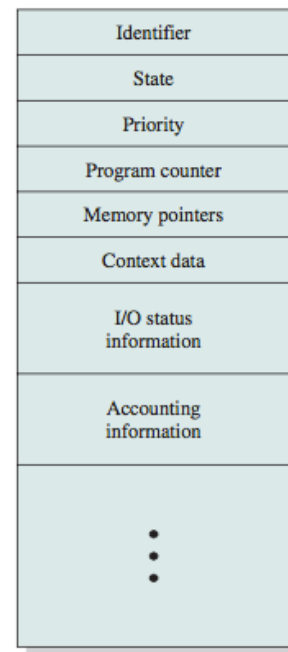 Identifier
State
Priority
Program counter
Memory pointers
Context data
I/O status
information
Accounting
information